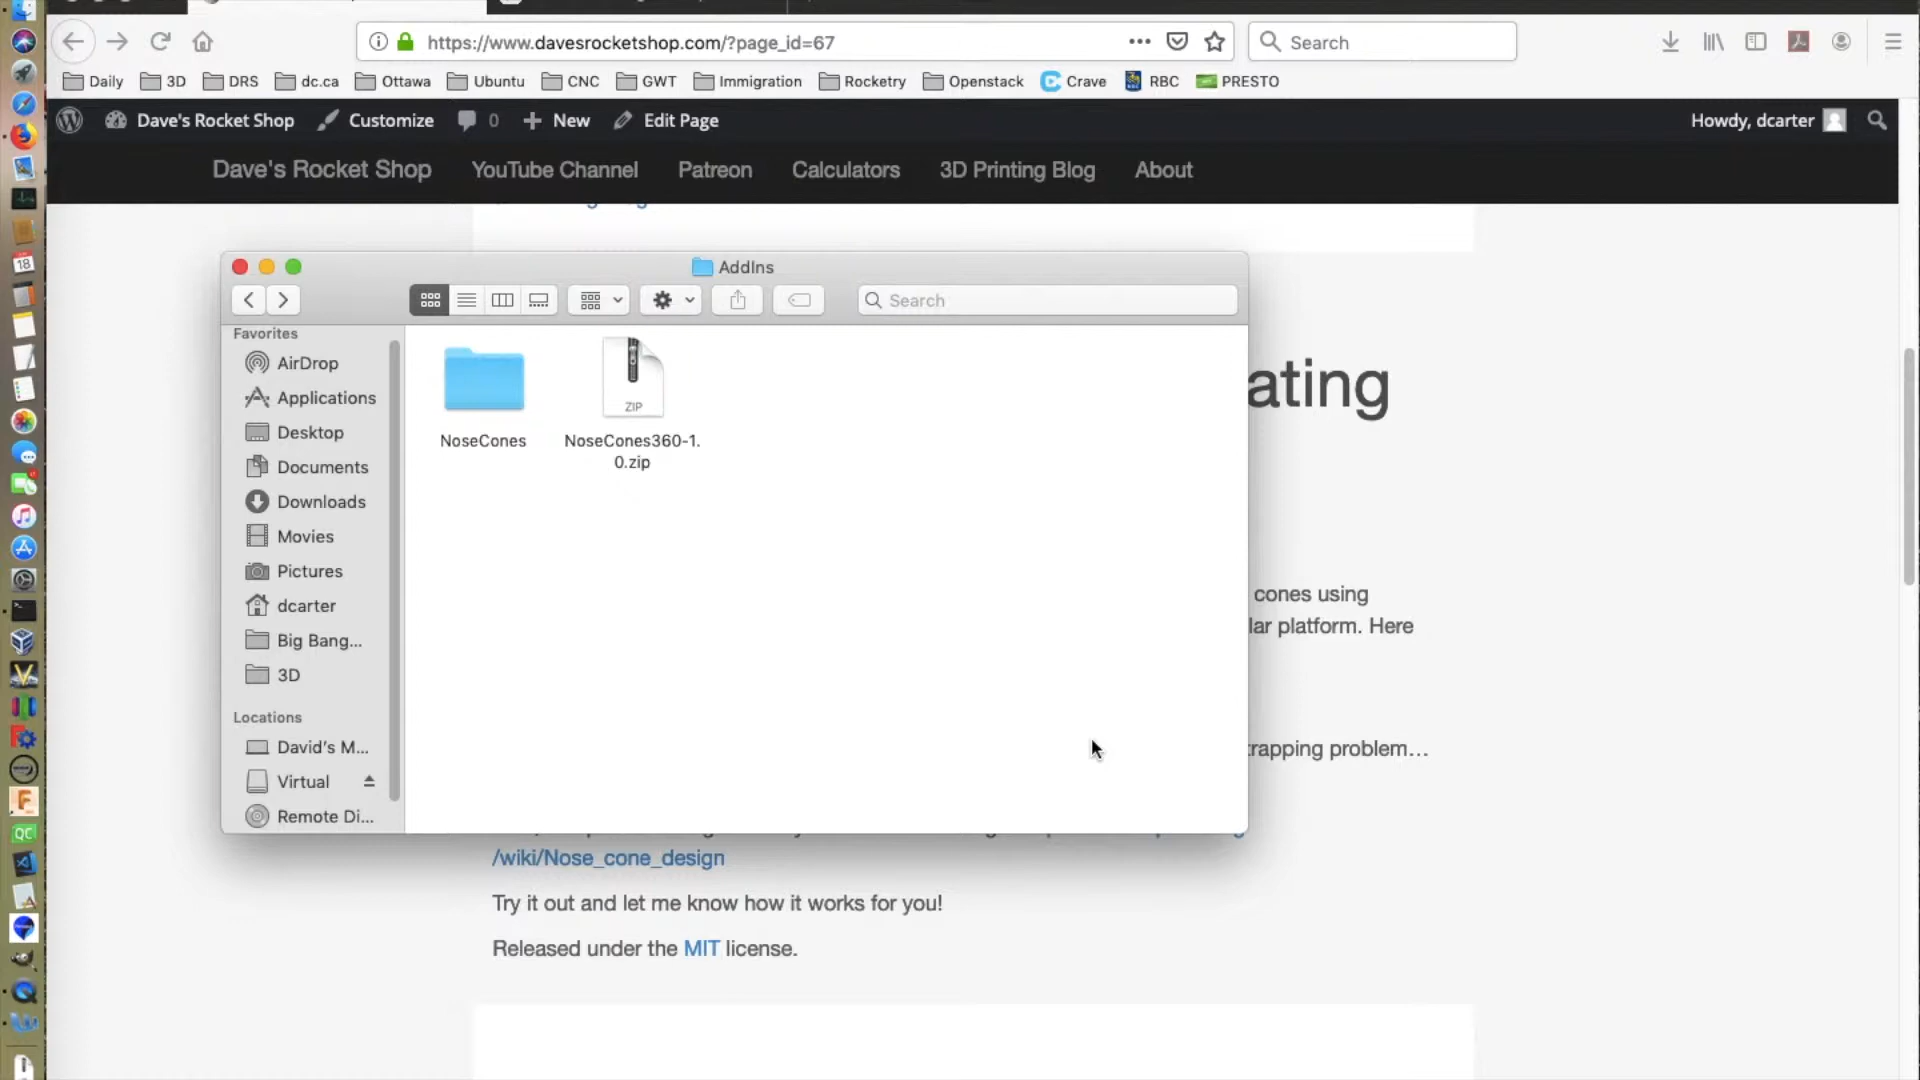 https://www.davesrocketshop.com/?page_id=67
Search
Daily 3D DRS dc.ca Ottawa Ubuntu CNC GWT Immigration Rocketry Openstack Crave RBC PRESTO
Dave's Rocket Shop Customize 0 New Edit Page Howdy, dcarter
Dave's Rocket Shop YouTube Channel Patreon Calculators 3D Printing Blog About
AddIns
Search
Favorites
AirDrop
Applications
Desktop
Documents
Downloads
Movies
Pictures
dcarter
Big Bang...
3D
Locations
David's M...
Virtual
Remote Di...
NoseCones
NoseCones360-1.
0.zip
ZIP
ating
cones using
lar platform. Here
rapping problem…
/wiki/Nose_cone_design
Try it out and let me know how it works for you!
Released under the MIT license.
18
QC